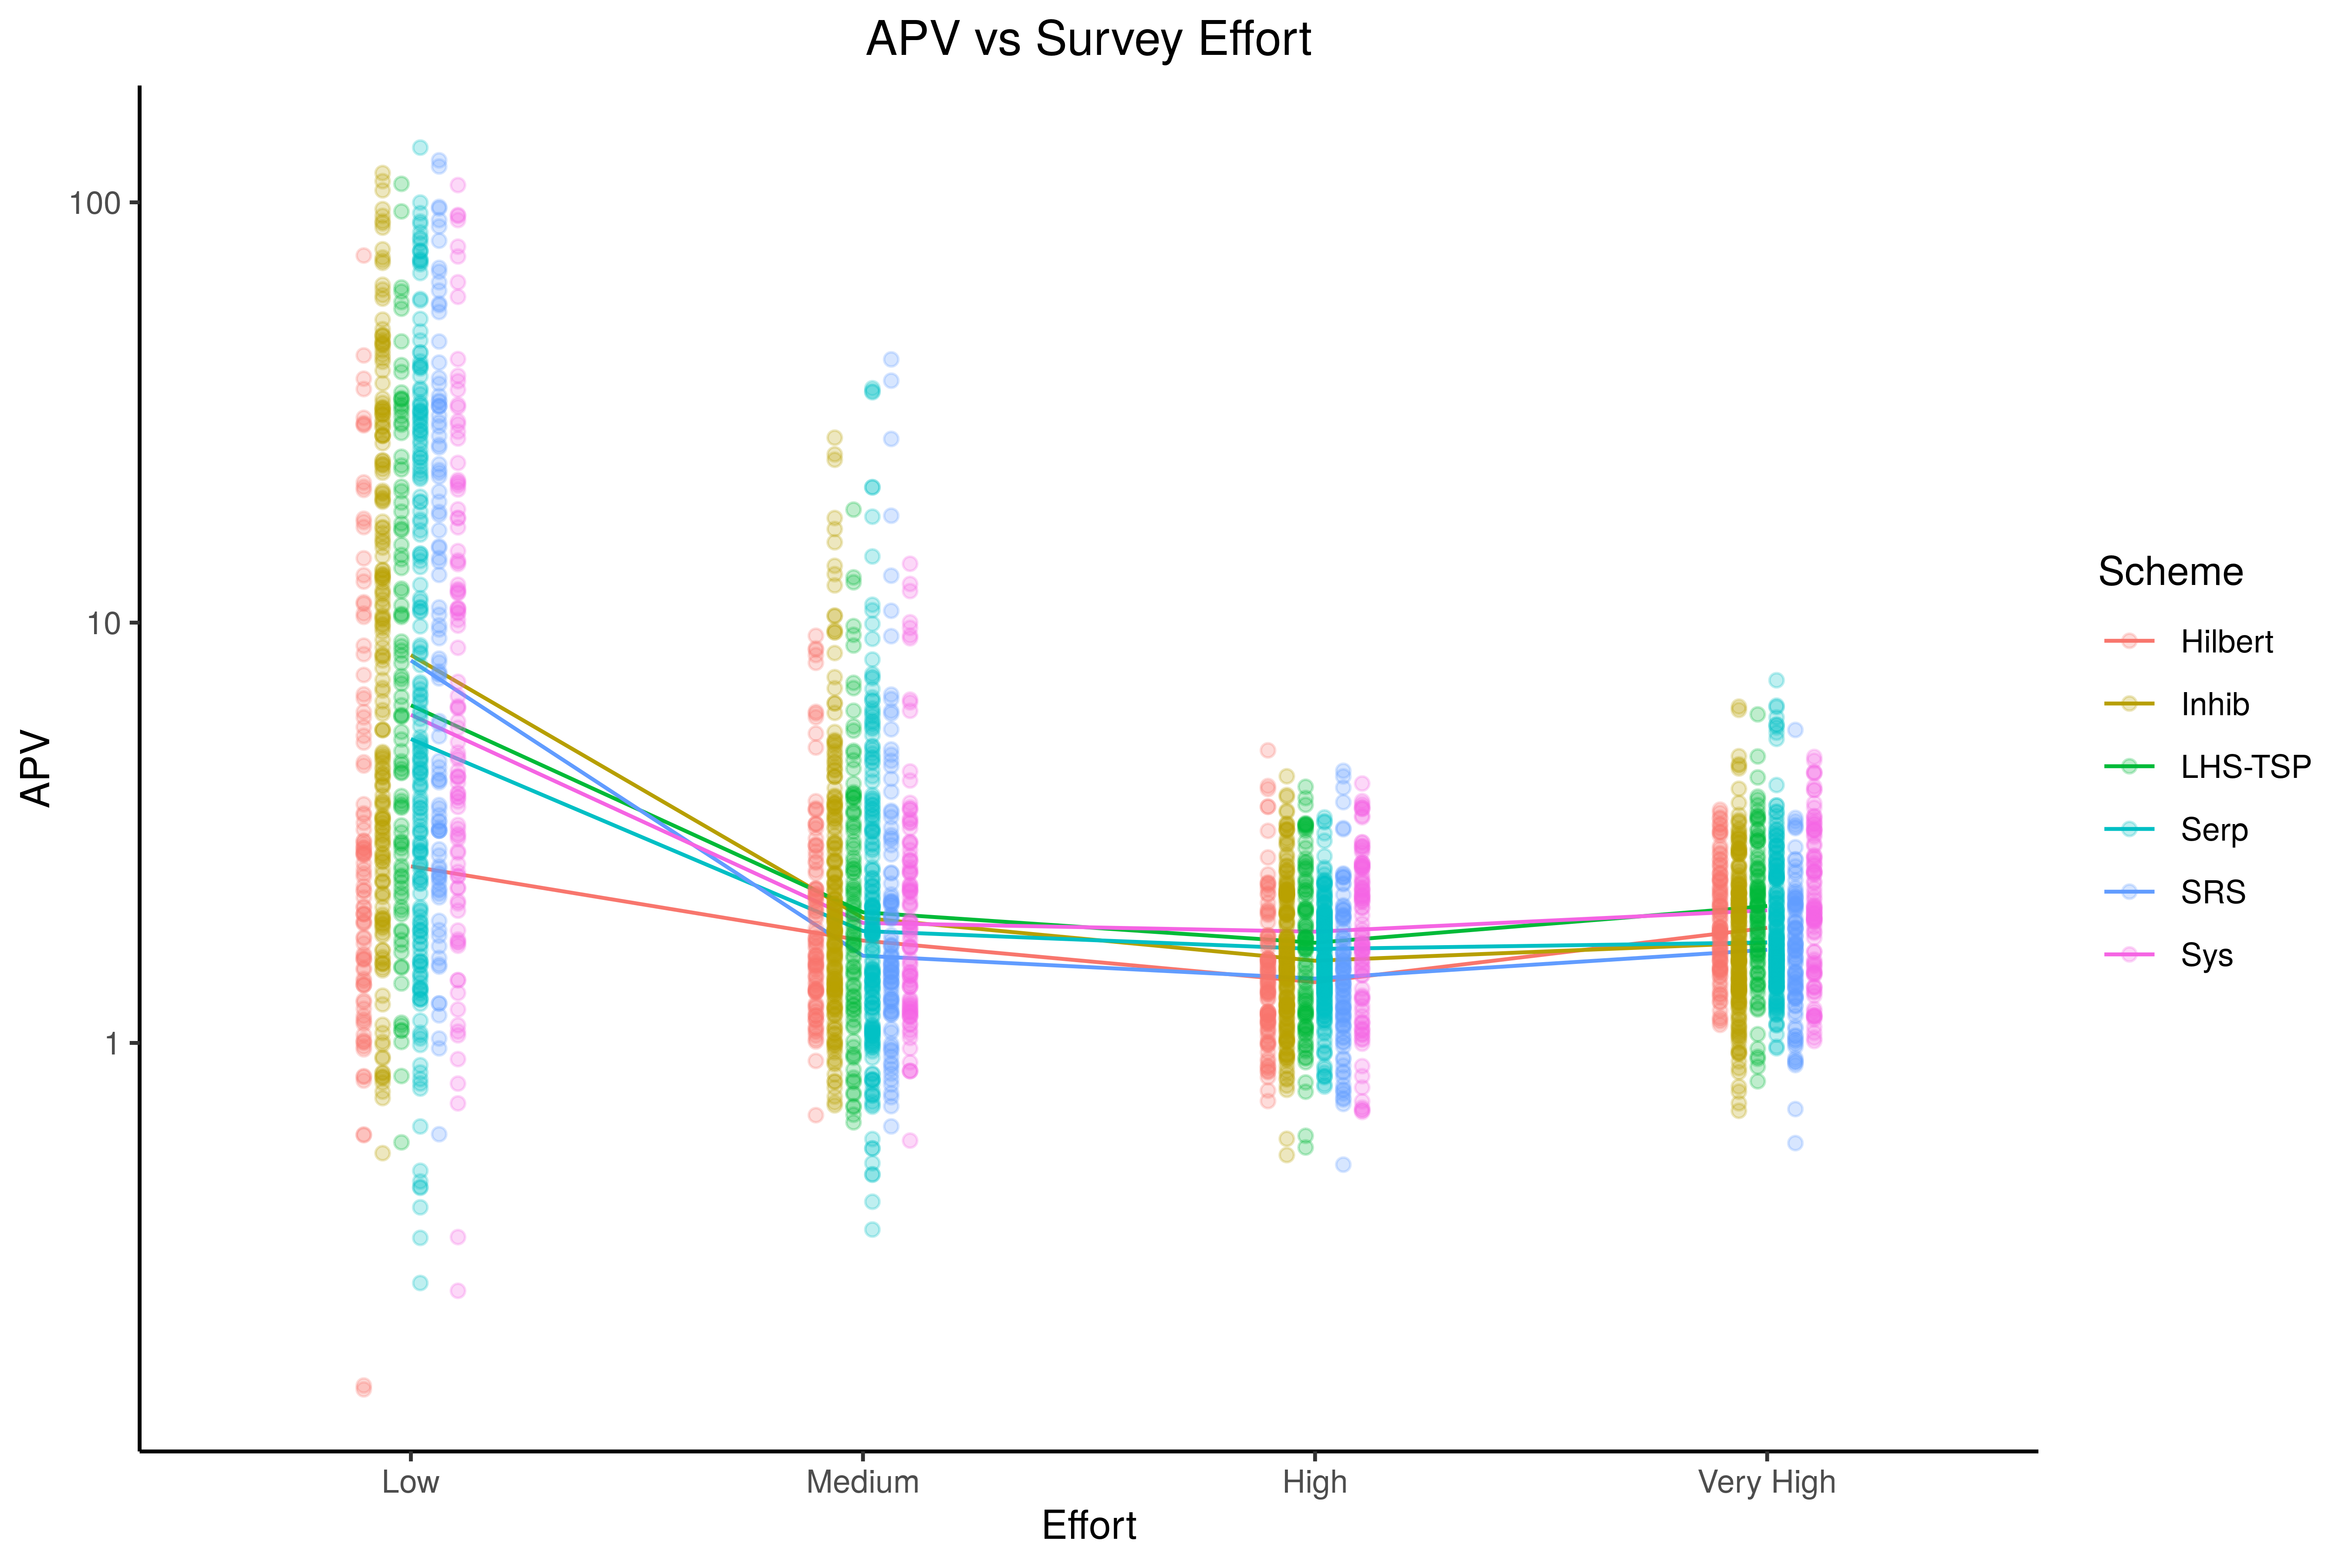 APV vs Survey Effort
APV
100
10
1
Low
Medium
High
Very High
Effort
Scheme
Hilbert
Inhib
LHS-TSP
Serp
SRS
Sys